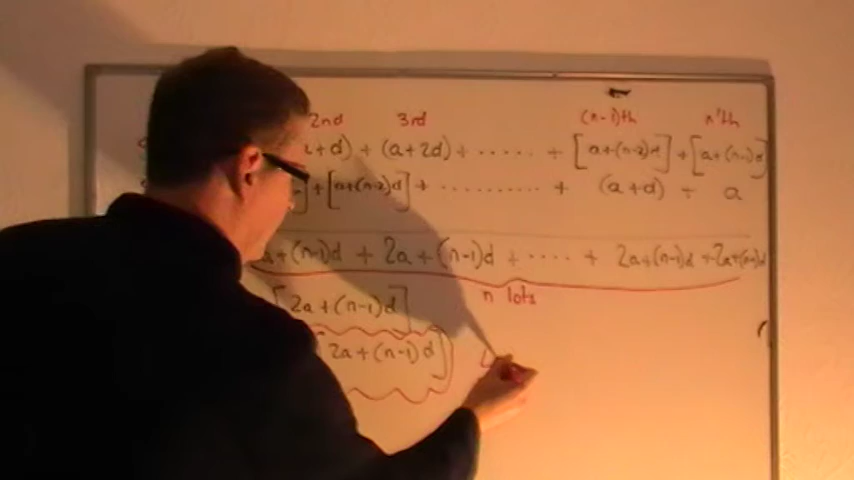 2nd 3rd (n-1)th n'th
+d) + (a+2d) + ...... + [a+(n-2)d] + [a+(n-1)d]
] + [a+(n-2)d] + .......... + (a+d) + a
a+(n-1)d + 2a+(n-1)d + .... + 2a+(n-1)d + 2a+(n-1)d
n lots
[2a+(n-1)d]
2a+(n-1)d]